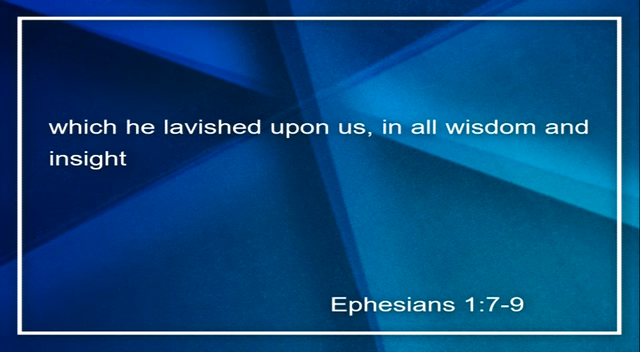 which he lavished upon us, in all wisdom and
insight
Ephesians 1:7-9